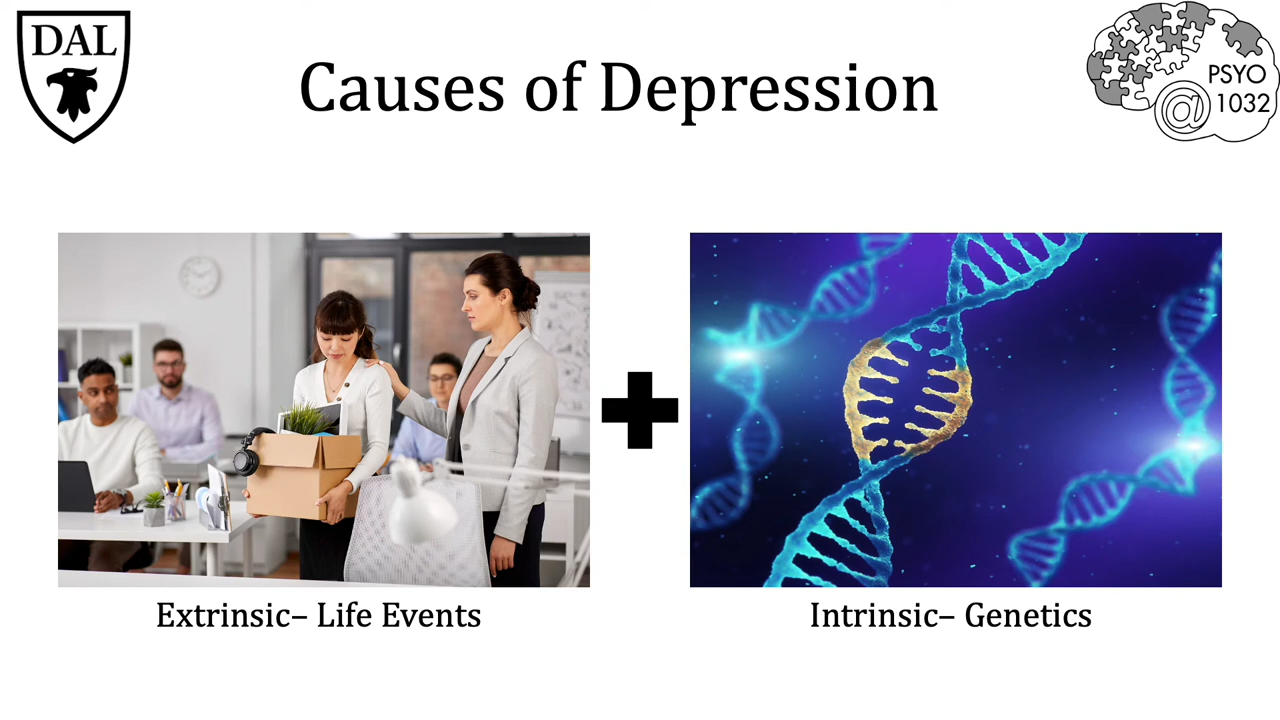 DAL
Causes of Depression
PSYO
@ 1032
Extrinsic– Life Events
Intrinsic– Genetics